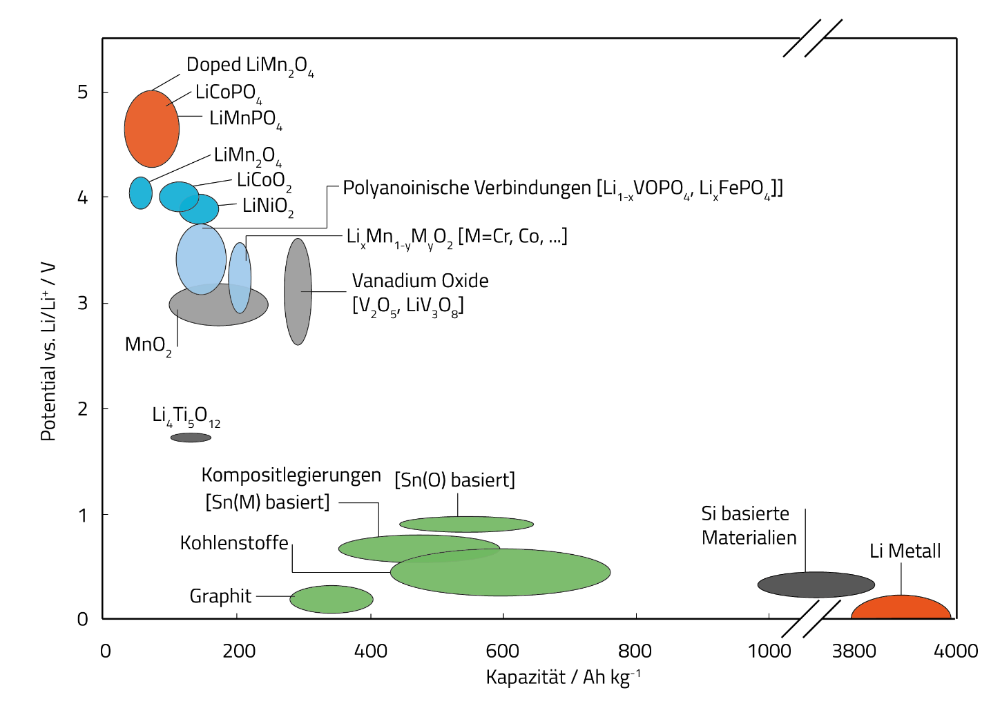 Doped LiMn₂O₄
LiCoPO₄
LiMnPO₄
LiMn₂O₄
LiCoO₂
LiNiO₂
Polyanoinische Verbindungen [Li₁₋ₓVOPO₄, LiₓFePO₄]]
LiₓMn₁₋yMyO₂ [M=Cr, Co, ...]
Vanadium Oxide
[V₂O₅, LiV₃O₈]
MnO₂
Li₄Ti₅O₁₂
Kompositlegierungen
[Sn(M) basiert]
[Sn(O) basiert]
Kohlenstoffe
Graphit
Si basierte
Materialien
Li Metall
Potential vs. Li/Li⁺ / V
5
4
3
2
1
0
0 200 400 600 800 1000 3800 4000
Kapazität / Ah kg⁻¹